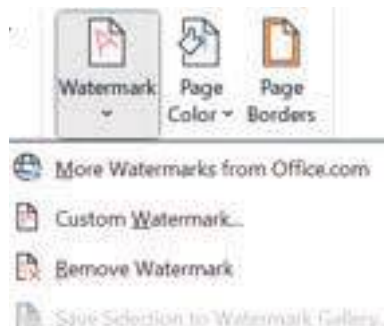 Watermark Page Page
Color Borders
More Watermarks from Office.com
Custom Watermark...
Remove Watermark
Save Selection to Watermark Gallery...